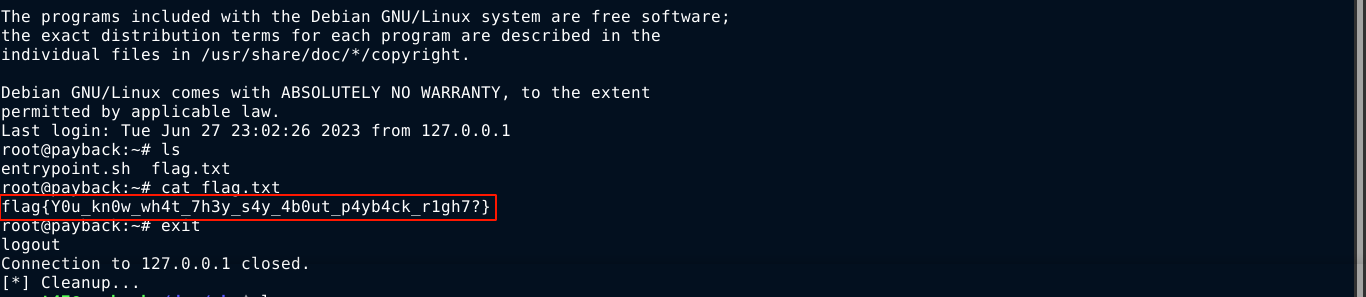 The programs included with the Debian GNU/Linux system are free software;
the exact distribution terms for each program are described in the
individual files in /usr/share/doc/*/copyright.

Debian GNU/Linux comes with ABSOLUTELY NO WARRANTY, to the extent
permitted by applicable law.
Last login: Tue Jun 27 23:02:26 2023 from 127.0.0.1
root@payback:~# ls
entrypoint.sh  flag.txt
root@payback:~# cat flag.txt
flag{Y0u_kn0w_wh4t_7h3y_s4y_4b0ut_p4yb4ck_r1gh7?}
root@payback:~# exit
logout
Connection to 127.0.0.1 closed.
[*] Cleanup...